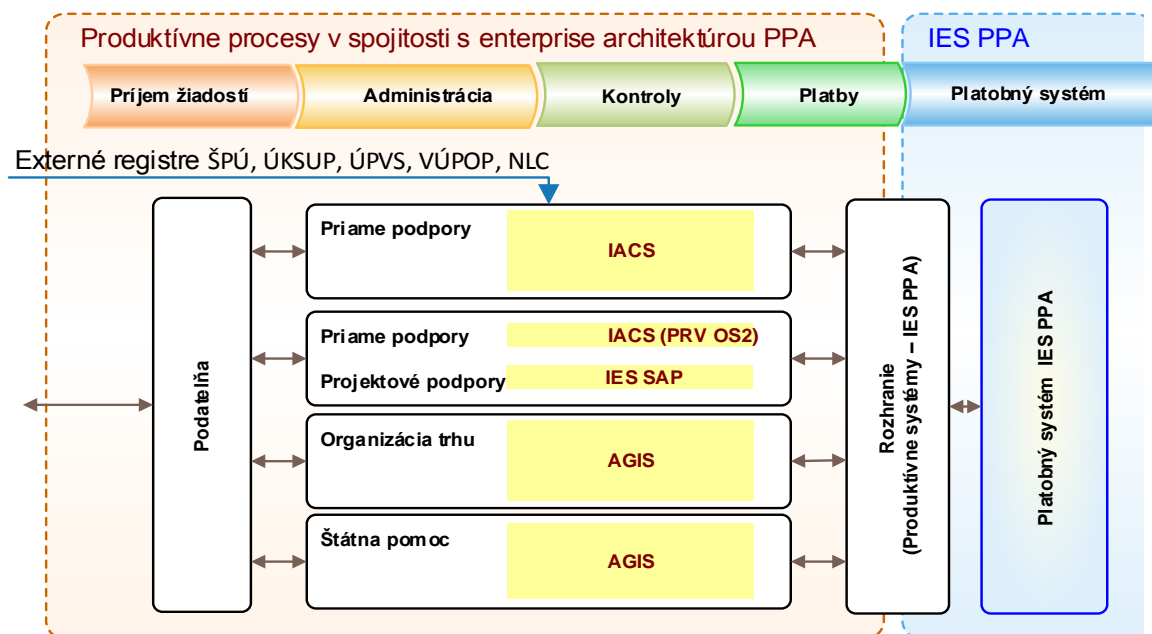 Produktívne procesy v spojitosti s enterprise architektúrou PPA
IES PPA
Príjem žiadostí
Administrácia
Kontroly
Platby
Platobný systém
Externé registre ŠPÚ, ÚKSUP, ÚPVS, VÚPOP, NLC
Podateľňa
Priame podpory
IACS
Priame podpory
IACS (PRV OS2)
Projektové podpory
IES SAP
Organizácia trhu
AGIS
Štátna pomoc
AGIS
Rozhranie
(Produktívne systémy – IES PPA)
Platobný systém IES PPA